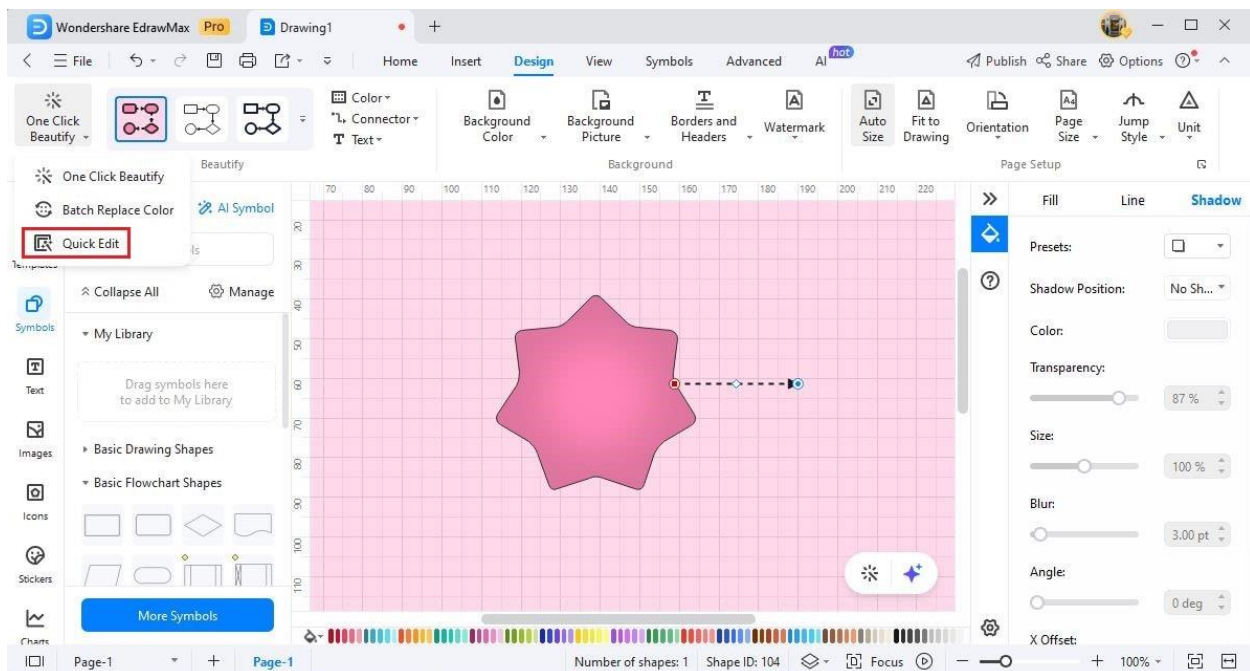 Wondershare EdrawMax Pro Drawing1
File Home Insert Design View Symbols Advanced AI hot Publish Share Options
One Click Beautify
Color
Connector
Text
Background Color
Background Picture
Borders and Headers
Watermark
Auto Size
Fit to Drawing
Orientation
Page Size
Jump Style
Unit
Beautify Background Page Setup
One Click Beautify
Batch Replace Color
Quick Edit
AI Symbol
Templates
Collapse All Manage
My Library
Drag symbols here
to add to My Library
Basic Drawing Shapes
Basic Flowchart Shapes
More Symbols
Symbols
Text
Images
Icons
Stickers
Charts
70 80 90 100 110 120 130 140 150 160 170 180 190 200 210 220
100
110
Fill Line Shadow
Presets:
Shadow Position: No Sh...
Color:
Transparency:
87 %
Size:
100 %
Blur:
3.00 pt
Angle:
0 deg
X Offset:
Page-1 Page-1 Number of shapes: 1 Shape ID: 104 Focus 100%